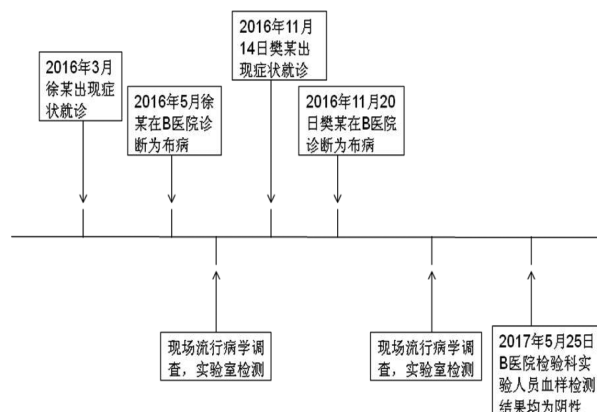 2016年3月
徐某出现症
状就诊
2016年5月徐
某在B医院诊
断为布病
2016年11月
14日樊某出
现症状就诊
2016年11月20
日樊某在B医院
诊断为布病
现场流行病学调
查，实验室检测
现场流行病学调
查，实验室检测
2017年5月25日
B医院检验科实
验人员血样检测
结果均为阴性